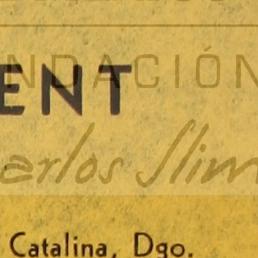 NDACIÓN
ENT
arlos Slim
Catalina, Dgo.